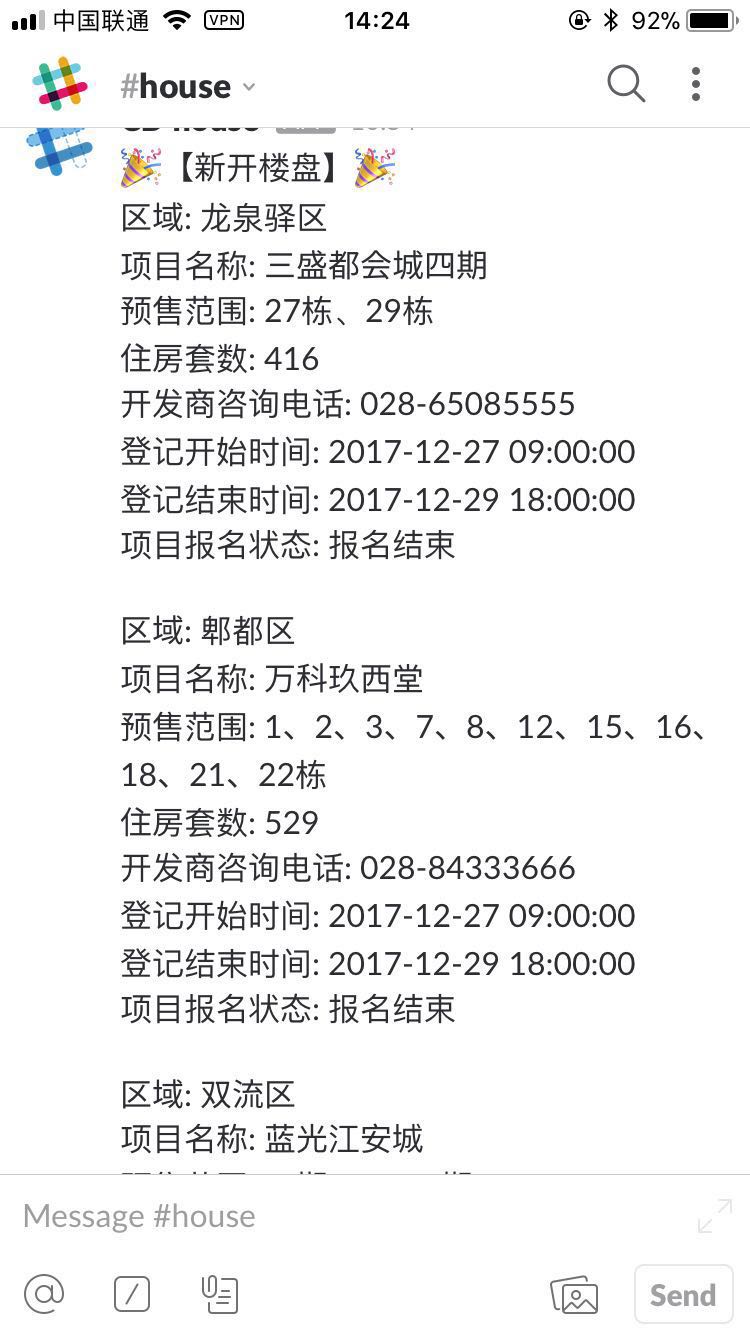 中国联通 VPN 14:24 92%
#house
🎉【新开楼盘】🎉
区域: 龙泉驿区
项目名称: 三盛都会城四期
预售范围: 27栋、29栋
住房套数: 416
开发商咨询电话: 028-65085555
登记开始时间: 2017-12-27 09:00:00
登记结束时间: 2017-12-29 18:00:00
项目报名状态: 报名结束
区域: 郫都区
项目名称: 万科玖西堂
预售范围: 1、2、3、7、8、12、15、16、
18、21、22栋
住房套数: 529
开发商咨询电话: 028-84333666
登记开始时间: 2017-12-27 09:00:00
登记结束时间: 2017-12-29 18:00:00
项目报名状态: 报名结束
区域: 双流区
项目名称: 蓝光江安城
Message #house
Send